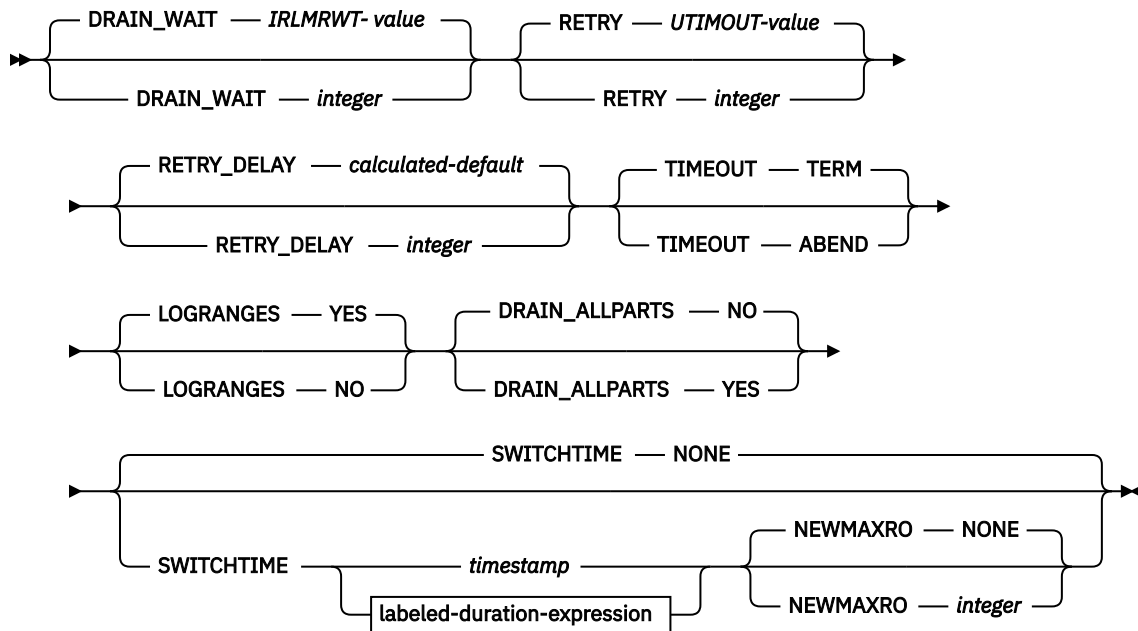 DRAIN_WAIT IRLMRWT- value RETRY UTIMOUT-value
DRAIN_WAIT integer RETRY integer
RETRY_DELAY calculated-default TIMEOUT TERM
RETRY_DELAY integer TIMEOUT ABEND
LOGRANGES YES DRAIN_ALLPARTS NO
LOGRANGES NO DRAIN_ALLPARTS YES
SWITCHTIME NONE
NEWMAXRO NONE
SWITCHTIME timestamp
labeled-duration-expression NEWMAXRO integer